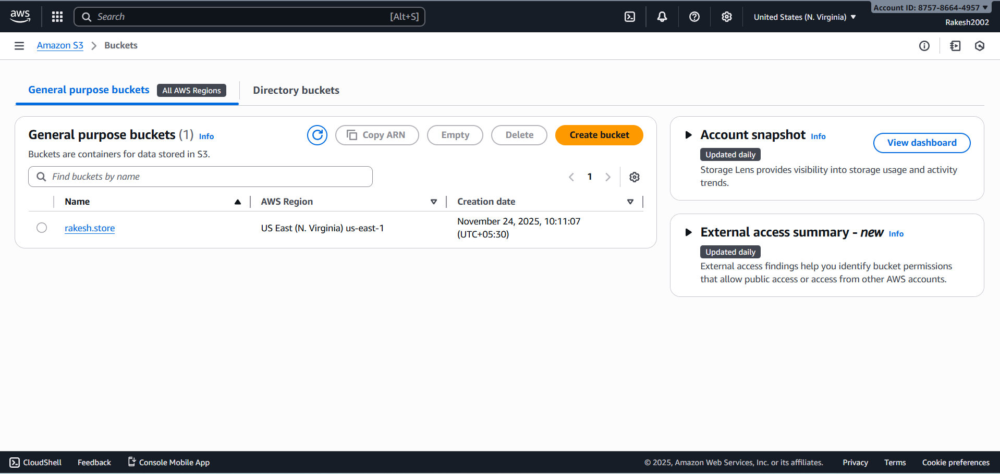 aws
Search [Alt+S]
United States (N. Virginia)
Account ID: 8757-8664-4957
Rakesh2002
Amazon S3 > Buckets
General purpose buckets All AWS Regions
Directory buckets
General purpose buckets (1) Info
Copy ARN
Empty
Delete
Create bucket
Buckets are containers for data stored in S3.
Find buckets by name
1
Name AWS Region Creation date
rakesh.store US East (N. Virginia) us-east-1 November 24, 2025, 10:11:07
(UTC+05:30)
Account snapshot Info
View dashboard
Updated daily
Storage Lens provides visibility into storage usage and activity
trends.
External access summary - new Info
Updated daily
External access findings help you identify bucket permissions
that allow public access or access from other AWS accounts.
CloudShell Feedback Console Mobile App © 2025, Amazon Web Services, Inc. or its affiliates. Privacy Terms Cookie preferences